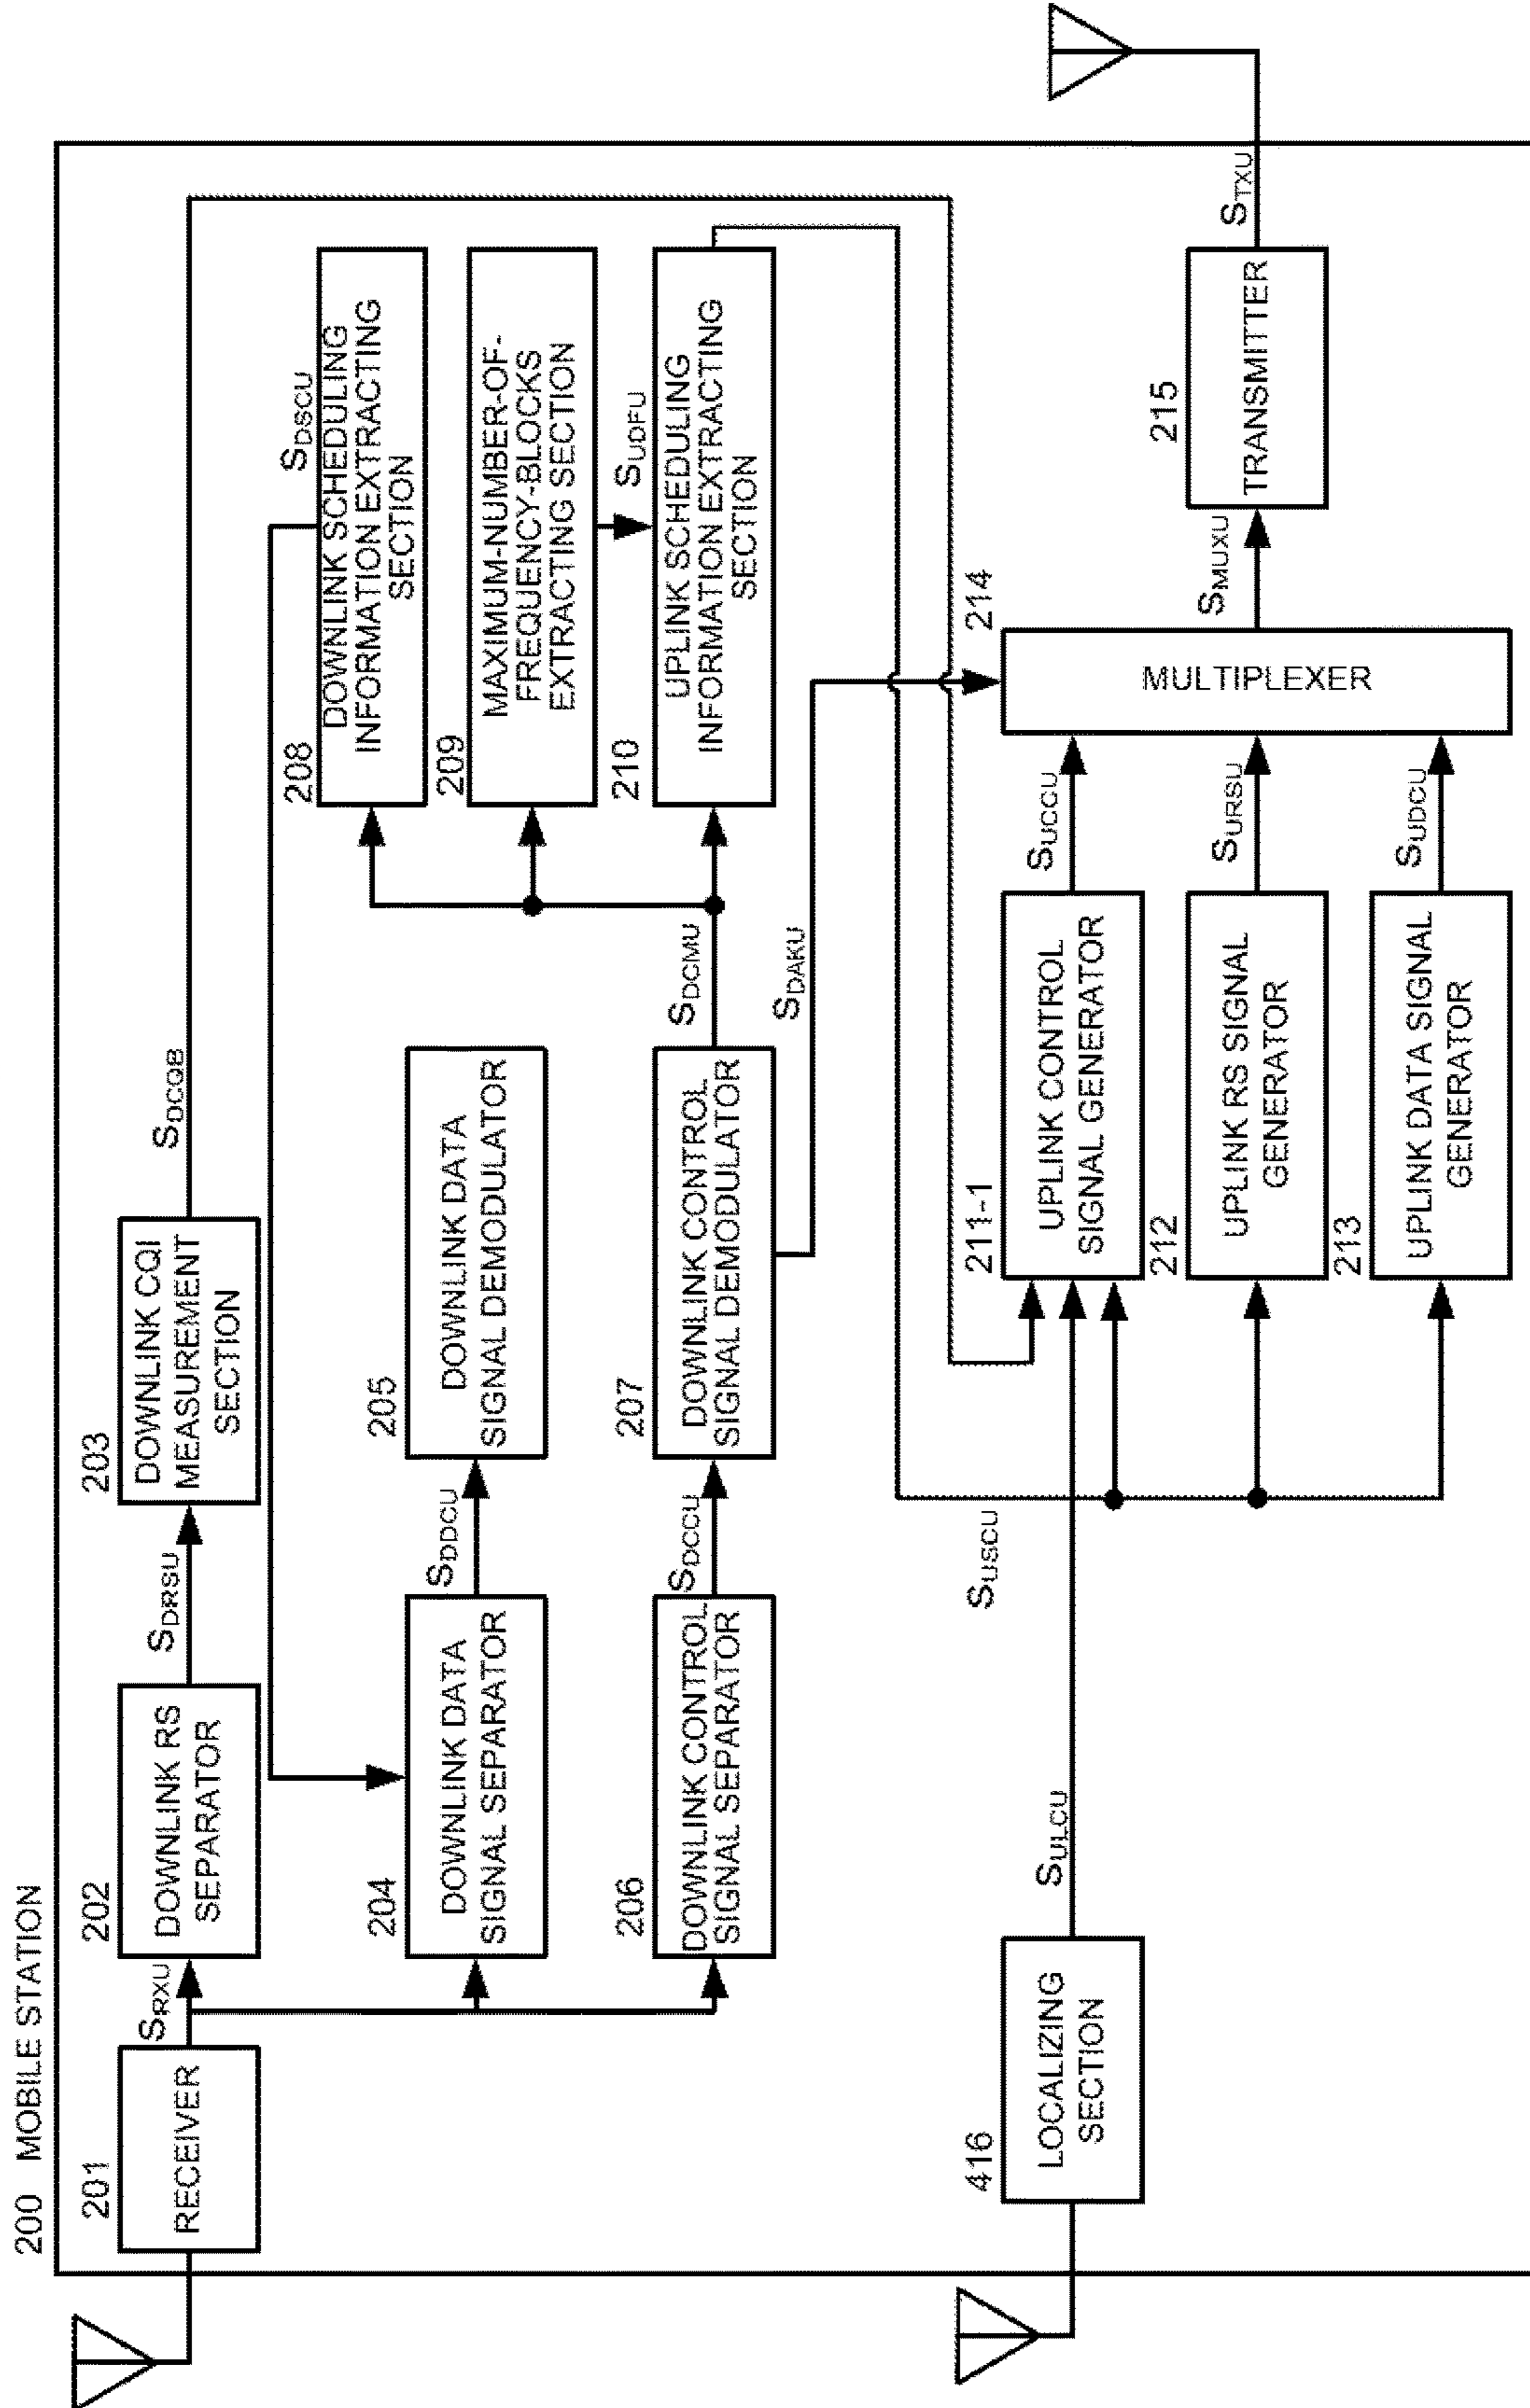 200 MOBILE STATION
201
RECEIVER
SRXU
202
DOWNLINK RS
SEPARATOR
SDRSU
203
DOWNLINK CQI
MEASUREMENT
SECTION
SDCQB
204
DOWNLINK DATA
SIGNAL SEPARATOR
SDDCU
205
DOWNLINK DATA
SIGNAL DEMODULATOR
206
DOWNLINK CONTROL
SIGNAL SEPARATOR
SDCCU
207
DOWNLINK CONTROL
SIGNAL DEMODULATOR
SDCMU
SDAKU
208
SDSCU
DOWNLINK SCHEDULING
INFORMATION EXTRACTING
SECTION
209
MAXIMUM-NUMBER-OF-
FREQUENCY-BLOCKS
EXTRACTING SECTION
210
SUDFU
UPLINK SCHEDULING
INFORMATION EXTRACTING
SECTION
416
LOCALIZING
SECTION
SULCU
SUSCU
211-1
UPLINK CONTROL
SIGNAL GENERATOR
SUCCU
212
UPLINK RS SIGNAL
GENERATOR
SURSU
213
UPLINK DATA SIGNAL
GENERATOR
SUDCU
214
MULTIPLEXER
SMUXU
215
TRANSMITTER
STXU